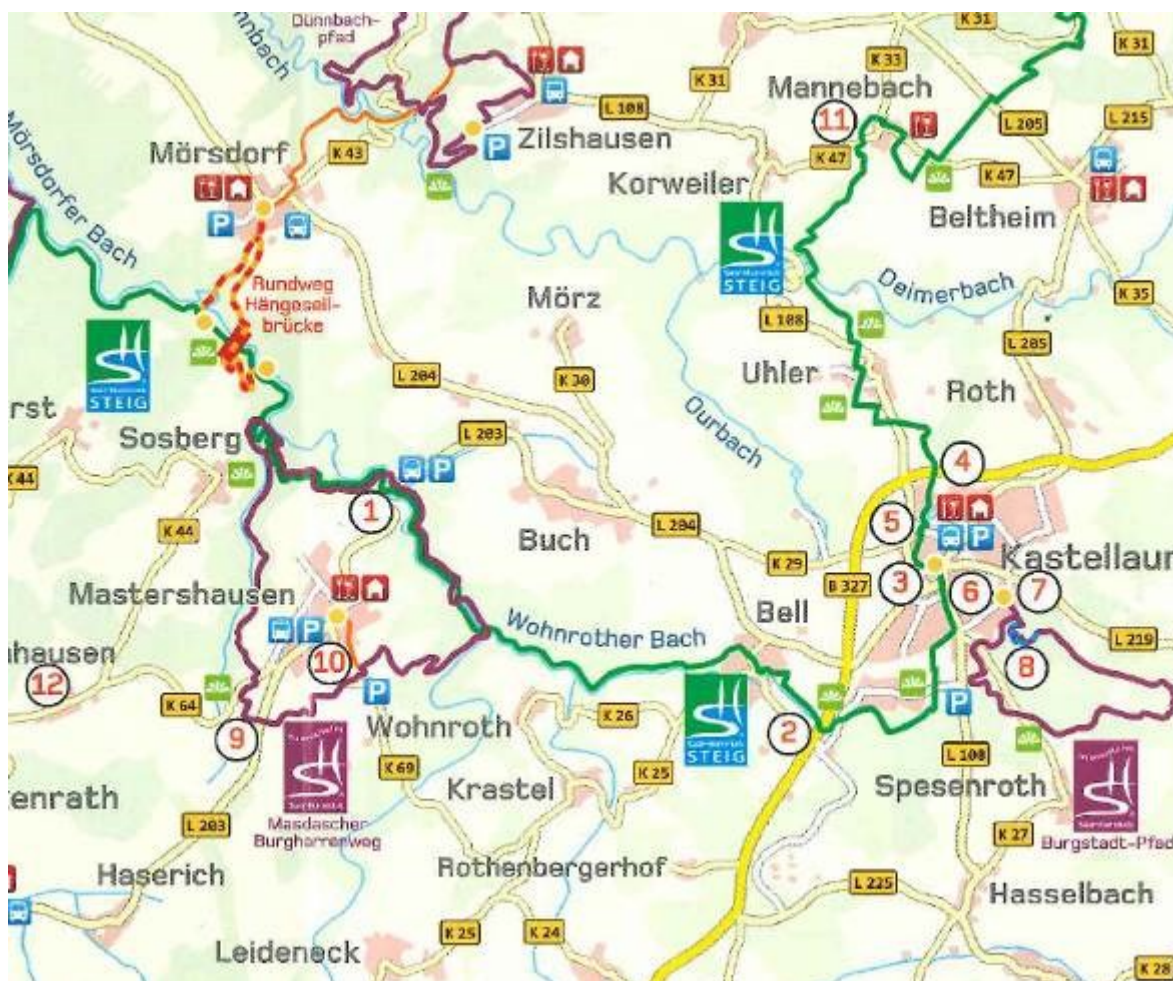 Dünnbach-
pfad
K 31
K 31
K 33
K 31
Mannebach
11
L 108
L 205
L 215
Mörsdorf
K 43
P
Zilshausen
K 47
K 47
Korweiler
Beltheim
Mörsdorfer Bach
P
STEIG
Rundweg
Hängeseil-
brücke
Deimerbach
K 35
Mörz
L 108
L 205
STEIG
L 204
K 30
Uhler
Roth
Ourbach
Sosberg
L 203
K 44
P
4
1
5
K 44
Buch
L 204
P
K 29
Kastellaun
3
6
7
B 327
Mastershausen
Bell
Wohnrother Bach
L 219
P
10
8
12
K 64
P
9
Wohnroth
K 26
STEIG
2
P
K 69
K 25
L 108
Spesenroth
Krastel
L 203
Masdascher
Burgherrenweg
K 27
Burgstadt-Pfad
Haserich
Rothenbergerhof
L 225
Hasselbach
Leideneck
K 25
K 24
K 28